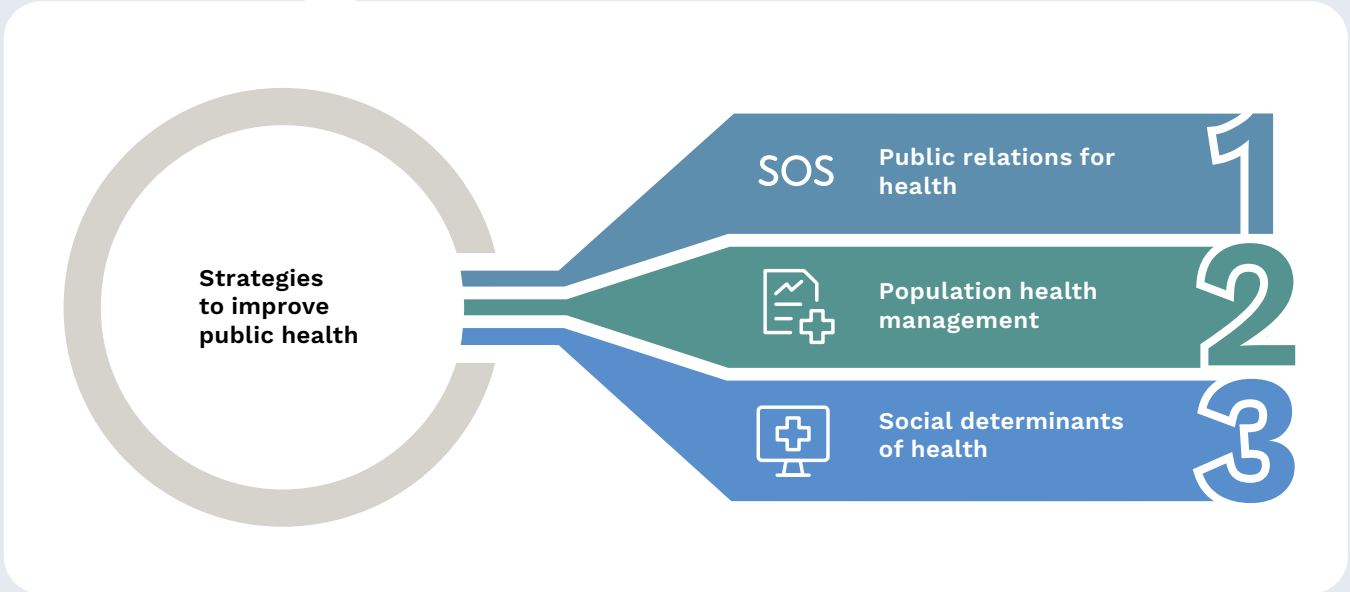 Strategies
to improve
public health
SOS
Public relations for
health
1
Population health
management
2
Social determinants
of health
3